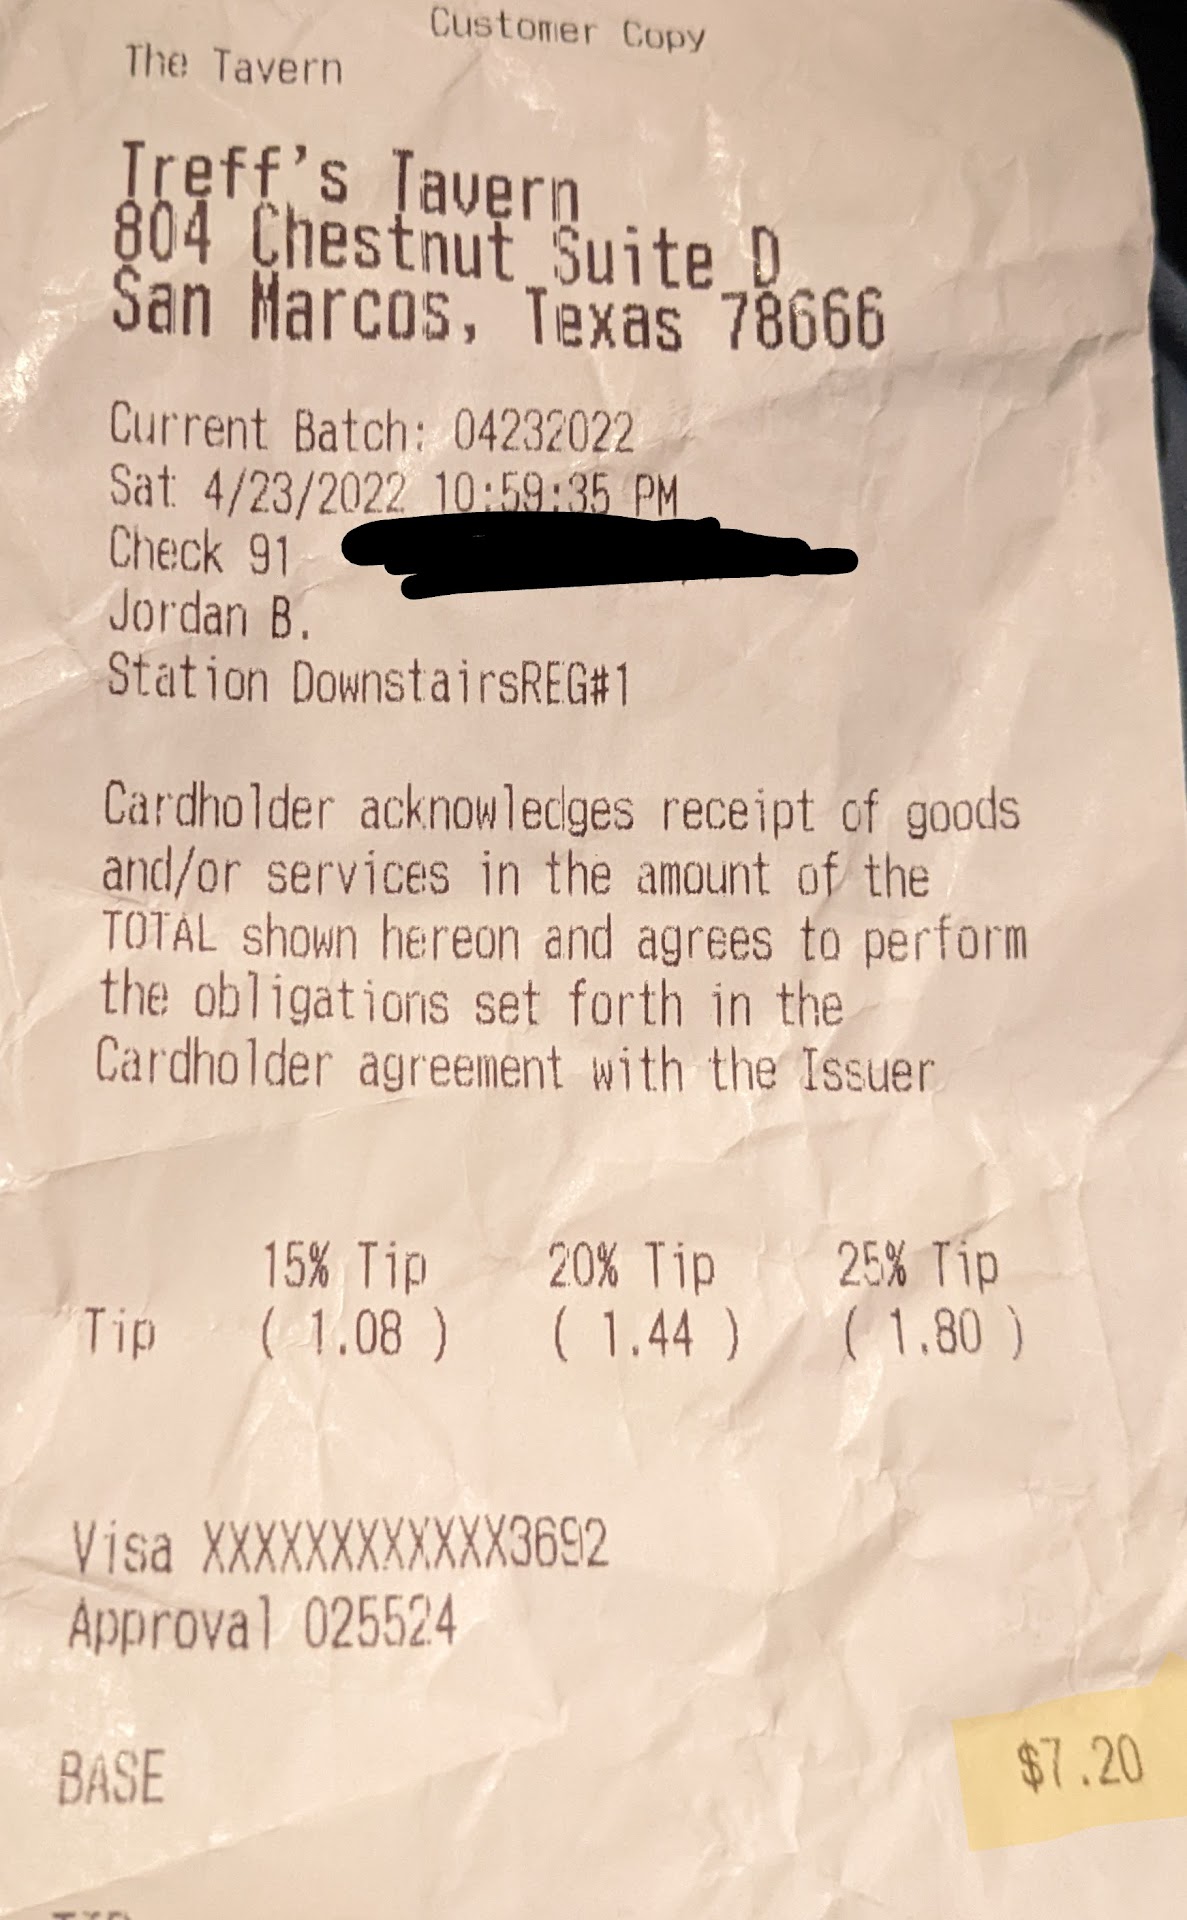 Customer Copy
The Tavern
Treff's Tavern
804 Chestnut Suite D
San Marcos, Texas 78666
Current Batch: 04232022
Sat 4/23/2022 10:59:35 PM
Check 91
Jordan B.
Station DownstairsREG#1
Cardholder acknowledges receipt of goods
and/or services in the amount of the
TOTAL shown hereon and agrees to perform
the obligations set forth in the
Cardholder agreement with the Issuer
15% Tip 20% Tip 25% Tip
Tip ( 1.08 ) ( 1.44 ) ( 1.80 )
Visa XXXXXXXXXXXX3692
Approval 025524
BASE $7.20